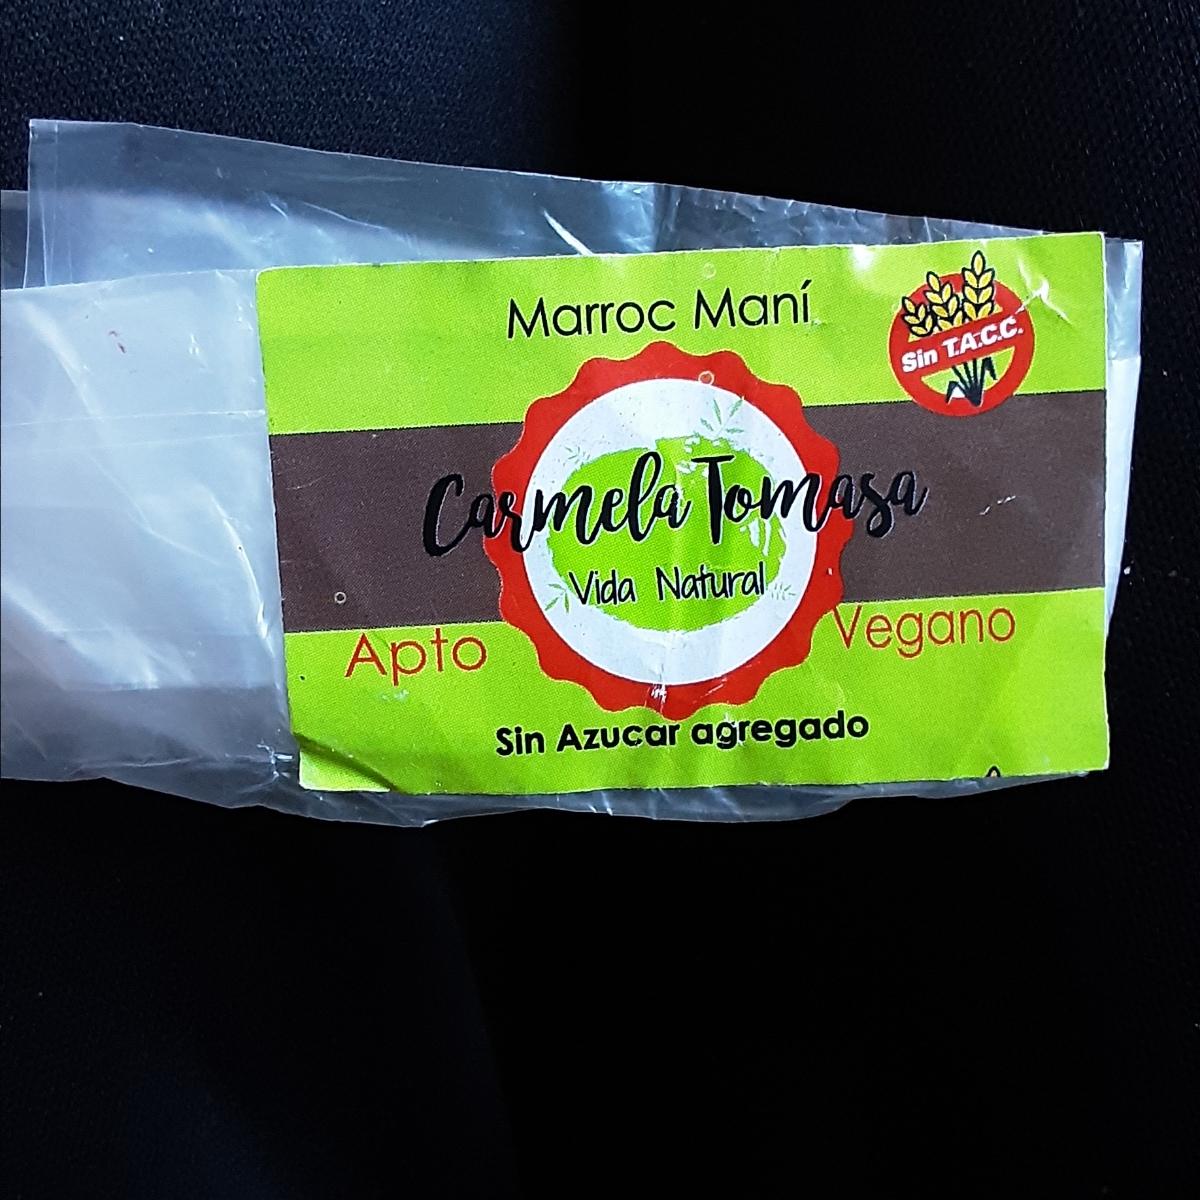 Marroc Maní
Sin T.A.C.C.
Carmela Tomasa
Vida Natural
Apto Vegano
Sin Azucar agregado